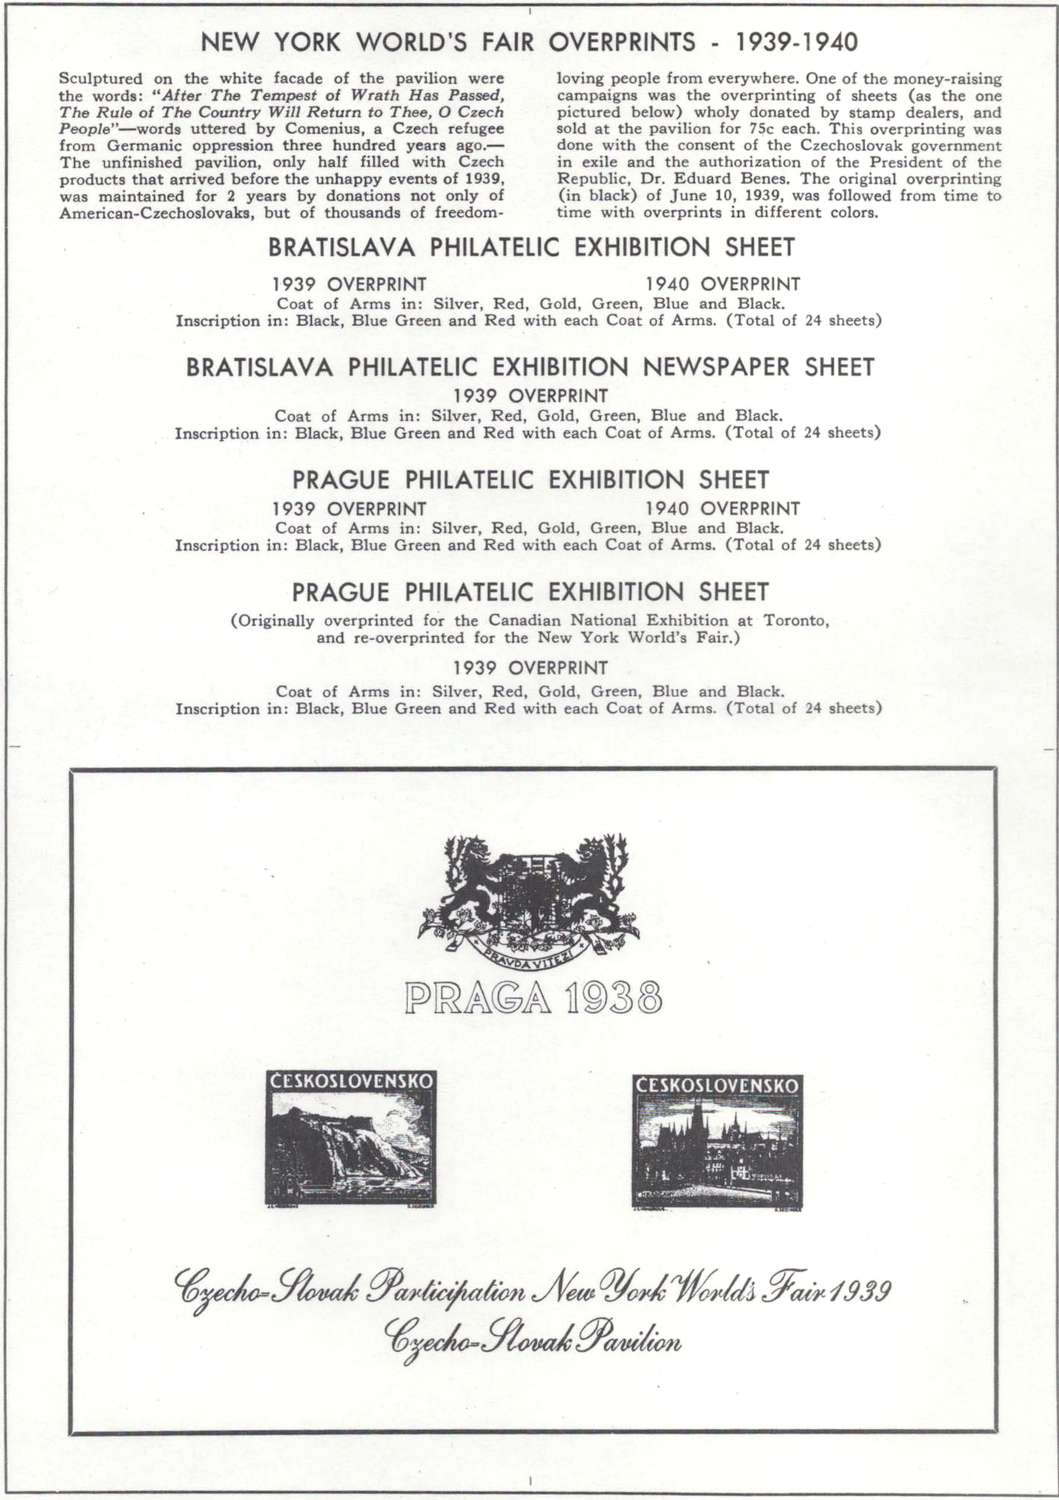 NEW YORK WORLD'S FAIR OVERPRINTS - 1939-1940
Sculptured on the white facade of the pavilion were
the words: "After The Tempest of Wrath Has Passed,
The Rule of The Country Will Return to Thee, O Czech
People"—words uttered by Comenius, a Czech refugee
from Germanic oppression three hundred years ago.—
The unfinished pavilion, only half filled with Czech
products that arrived before the unhappy events of 1939,
was maintained for 2 years by donations not only of
American-Czechoslovaks, but of thousands of freedom-
loving people from everywhere. One of the money-raising
campaigns was the overprinting of sheets (as the one
pictured below) wholly donated by stamp dealers, and
sold at the pavilion for 75c each. This overprinting was
done with the consent of the Czechoslovak government
in exile and the authorization of the President of the
Republic, Dr. Eduard Benes. The original overprinting
(in black) of June 10, 1939, was followed from time to
time with overprints in different colors.
BRATISLAVA PHILATELIC EXHIBITION SHEET
1939 OVERPRINT 1940 OVERPRINT
Coat of Arms in: Silver, Red, Gold, Green, Blue and Black.
Inscription in: Black, Blue Green and Red with each Coat of Arms. (Total of 24 sheets)
BRATISLAVA PHILATELIC EXHIBITION NEWSPAPER SHEET
1939 OVERPRINT
Coat of Arms in: Silver, Red, Gold, Green, Blue and Black.
Inscription in: Black, Blue Green and Red with each Coat of Arms. (Total of 24 sheets)
PRAGUE PHILATELIC EXHIBITION SHEET
1939 OVERPRINT 1940 OVERPRINT
Coat of Arms in: Silver, Red, Gold, Green, Blue and Black.
Inscription in: Black, Blue Green and Red with each Coat of Arms. (Total of 24 sheets)
PRAGUE PHILATELIC EXHIBITION SHEET
(Originally overprinted for the Canadian National Exhibition at Toronto,
and re-overprinted for the New York World's Fair.)
1939 OVERPRINT
Coat of Arms in: Silver, Red, Gold, Green, Blue and Black.
Inscription in: Black, Blue Green and Red with each Coat of Arms. (Total of 24 sheets)
PRAVDA VITEZI
PRAGA 1938
ČESKOSLOVENSKO
ČESKOSLOVENSKO
Czecho=Slovak Participation New York World's Fair 1939
Czecho=Slovak Pavilion